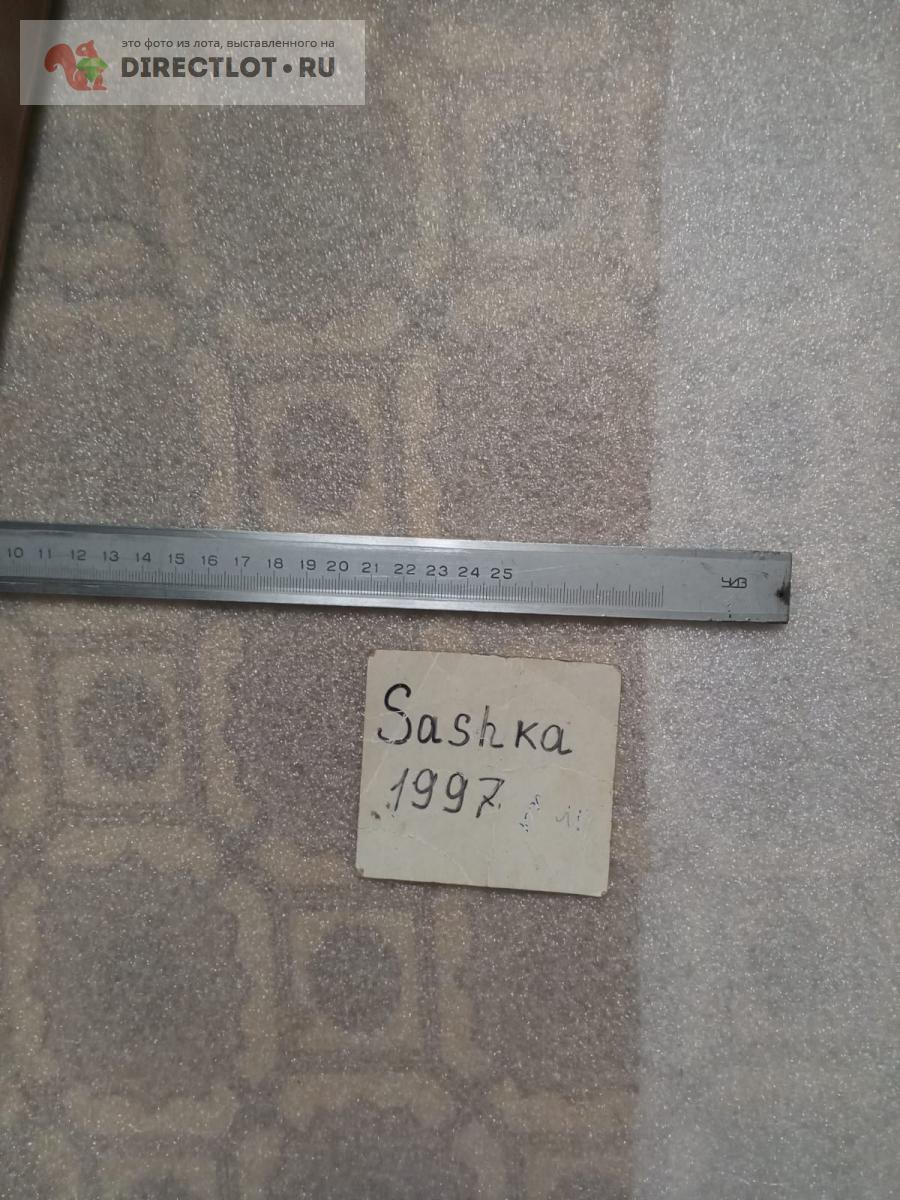 это фото из лота, выставленного на
DIRECTLOT•RU
10 11 12 13 14 15 16 17 18 19 20 21 22 23 24 25
Sashka
1997